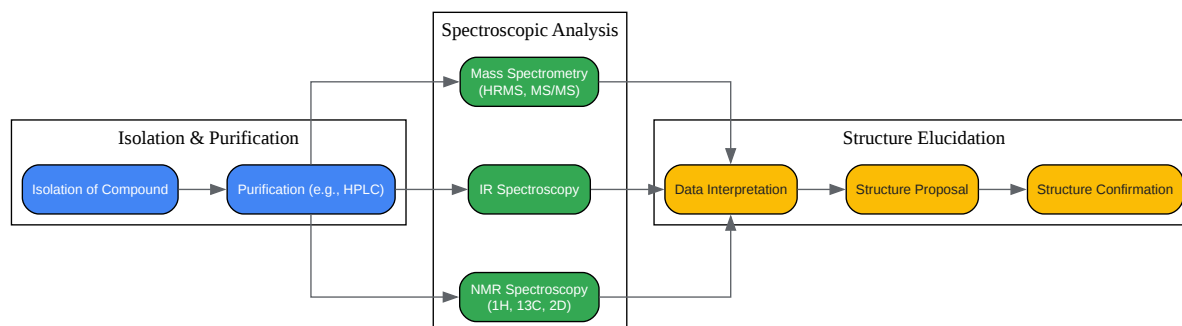 Spectroscopic Analysis
Mass Spectrometry
(HRMS, MS/MS)
Isolation & Purification
Structure Elucidation
Isolation of Compound
Purification (e.g., HPLC)
IR Spectroscopy
Data Interpretation
Structure Proposal
Structure Confirmation
NMR Spectroscopy
(1H, 13C, 2D)